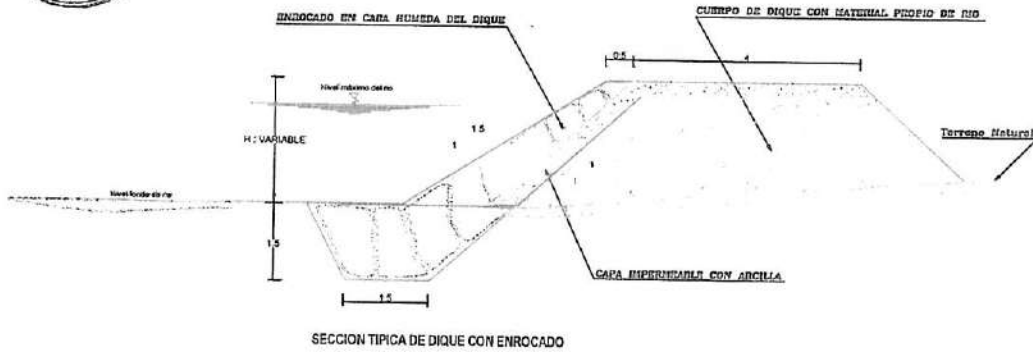 ENROCADO EN CARA HUMEDA DEL DIQUE
CUERPO DE DIQUE CON MATERIAL PROPIO DE RIO
0.5
4
Nivel máximo del rio
H : VARIABLE
1.5
1
1
1
Terreno Natural
Nivel fondo de rio
1.5
CAPA IMPERMEABLE CON ARCILLA
1.5
SECCION TIPICA DE DIQUE CON ENROCADO